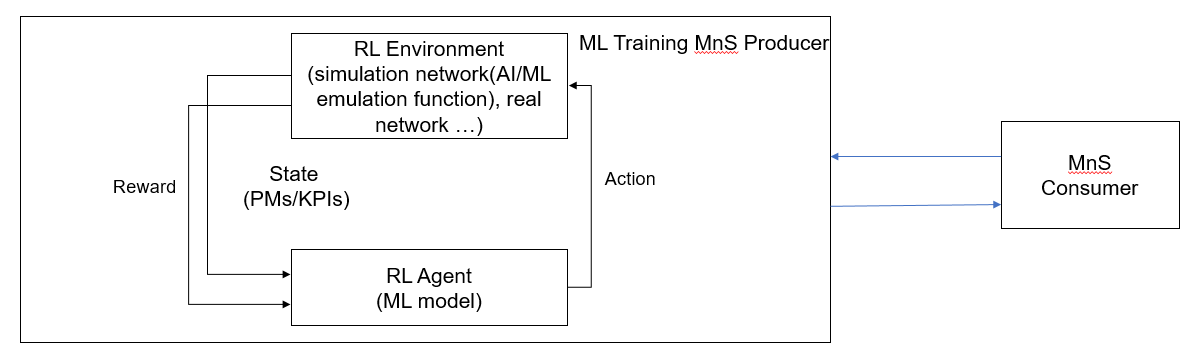 ML Training MnS Producer
RL Environment
(simulation network(AI/ML
emulation function), real
network …)
State
(PMs/KPIs)
Reward
Action
MnS
Consumer
RL Agent
(ML model)